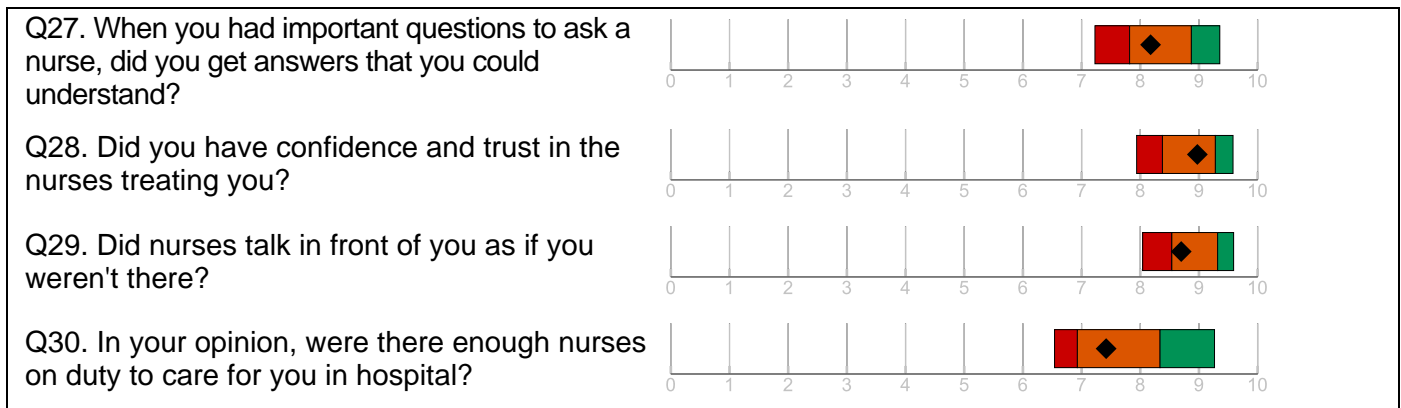 Q27. When you had important questions to ask a
nurse, did you get answers that you could
understand?
0 1 2 3 4 5 6 7 8 9 10
Q28. Did you have confidence and trust in the
nurses treating you?
0 1 2 3 4 5 6 7 8 9 10
Q29. Did nurses talk in front of you as if you
weren't there?
0 1 2 3 4 5 6 7 8 9 10
Q30. In your opinion, were there enough nurses
on duty to care for you in hospital?
0 1 2 3 4 5 6 7 8 9 10